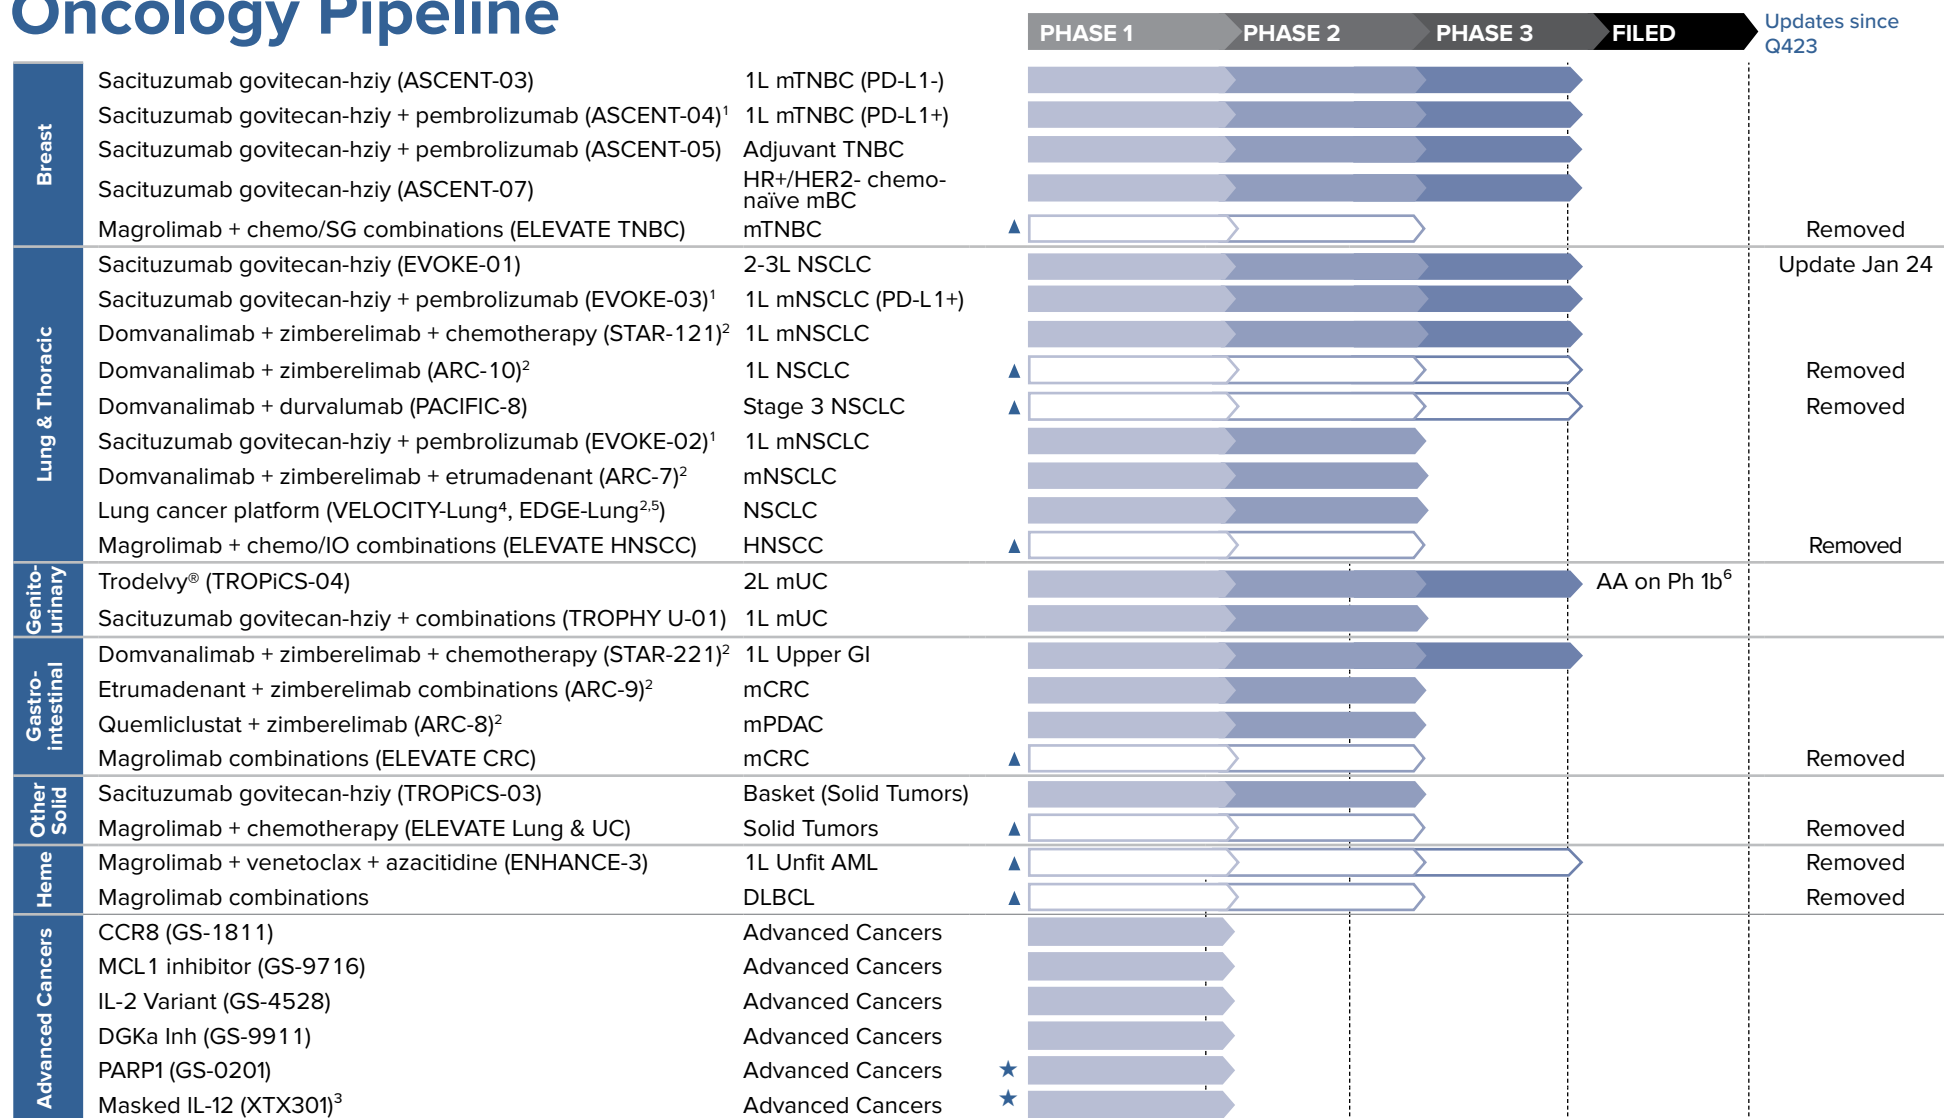 Oncology Pipeline
PHASE 1 PHASE 2 PHASE 3 FILED
Updates since
Q423
Breast
Sacituzumab govitecan-hziy (ASCENT-03) 1L mTNBC (PD-L1-)
Sacituzumab govitecan-hziy + pembrolizumab (ASCENT-04)¹ 1L mTNBC (PD-L1+)
Sacituzumab govitecan-hziy + pembrolizumab (ASCENT-05) Adjuvant TNBC
Sacituzumab govitecan-hziy (ASCENT-07) HR+/HER2- chemo-
naïve mBC
Magrolimab + chemo/SG combinations (ELEVATE TNBC) mTNBC ▲ Removed
Lung & Thoracic
Sacituzumab govitecan-hziy (EVOKE-01) 2-3L NSCLC Update Jan 24
Sacituzumab govitecan-hziy + pembrolizumab (EVOKE-03)¹ 1L mNSCLC (PD-L1+)
Domvanalimab + zimberelimab + chemotherapy (STAR-121)² 1L mNSCLC
Domvanalimab + zimberelimab (ARC-10)² 1L NSCLC ▲ Removed
Domvanalimab + durvalumab (PACIFIC-8) Stage 3 NSCLC ▲ Removed
Sacituzumab govitecan-hziy + pembrolizumab (EVOKE-02)¹ 1L mNSCLC
Domvanalimab + zimberelimab + etrumadenant (ARC-7)² mNSCLC
Lung cancer platform (VELOCITY-Lung⁴, EDGE-Lung²,⁵) NSCLC
Magrolimab + chemo/IO combinations (ELEVATE HNSCC) HNSCC ▲ Removed
Genito-
urinary
Trodelvy® (TROPiCS-04) 2L mUC AA on Ph 1b⁶
Sacituzumab govitecan-hziy + combinations (TROPHY U-01) 1L mUC
Gastro-
intestinal
Domvanalimab + zimberelimab + chemotherapy (STAR-221)² 1L Upper GI
Etrumadenant + zimberelimab combinations (ARC-9)² mCRC
Quemliclustat + zimberelimab (ARC-8)² mPDAC
Magrolimab combinations (ELEVATE CRC) mCRC ▲ Removed
Other
Solid
Sacituzumab govitecan-hziy (TROPiCS-03) Basket (Solid Tumors)
Magrolimab + chemotherapy (ELEVATE Lung & UC) Solid Tumors ▲ Removed
Heme
Magrolimab + venetoclax + azacitidine (ENHANCE-3) 1L Unfit AML ▲ Removed
Magrolimab combinations DLBCL ▲ Removed
Advanced Cancers
CCR8 (GS-1811) Advanced Cancers
MCL1 inhibitor (GS-9716) Advanced Cancers
IL-2 Variant (GS-4528) Advanced Cancers
DGKa Inh (GS-9911) Advanced Cancers
PARP1 (GS-0201) Advanced Cancers ★
Masked IL-12 (XTX301)³ Advanced Cancers ★